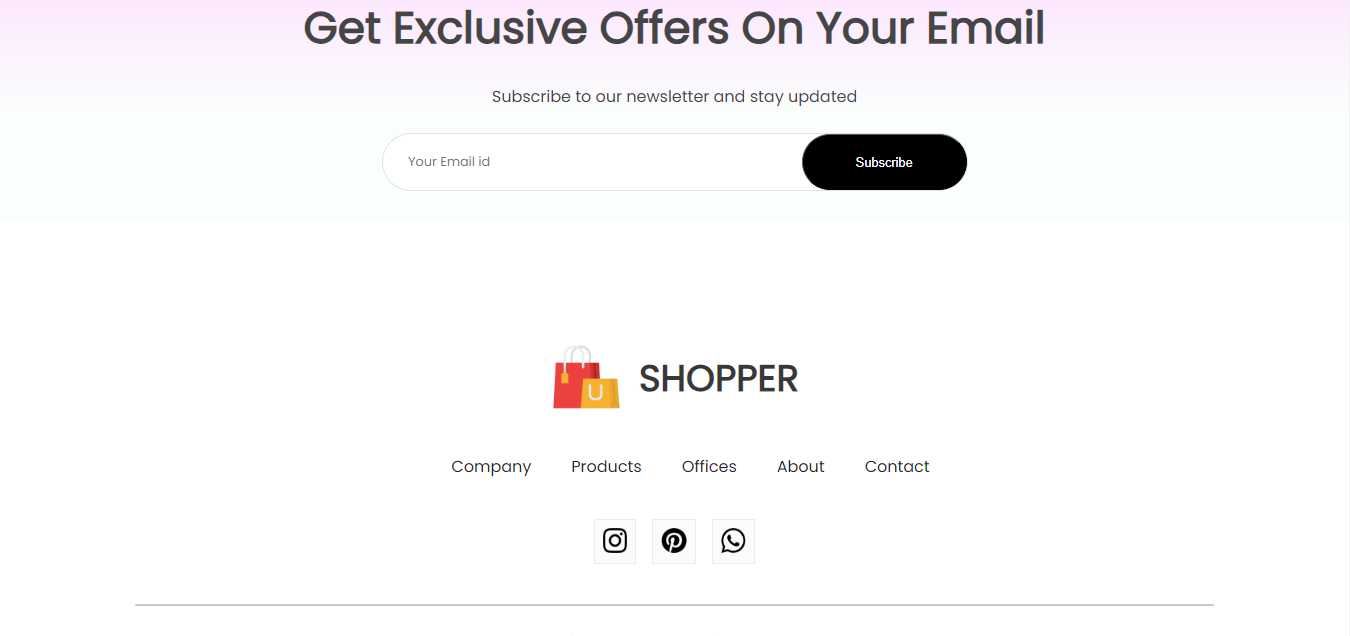 Get Exclusive Offers On Your Email
Subscribe to our newsletter and stay updated
Your Email id
Subscribe
U
SHOPPER
Company Products Offices About Contact